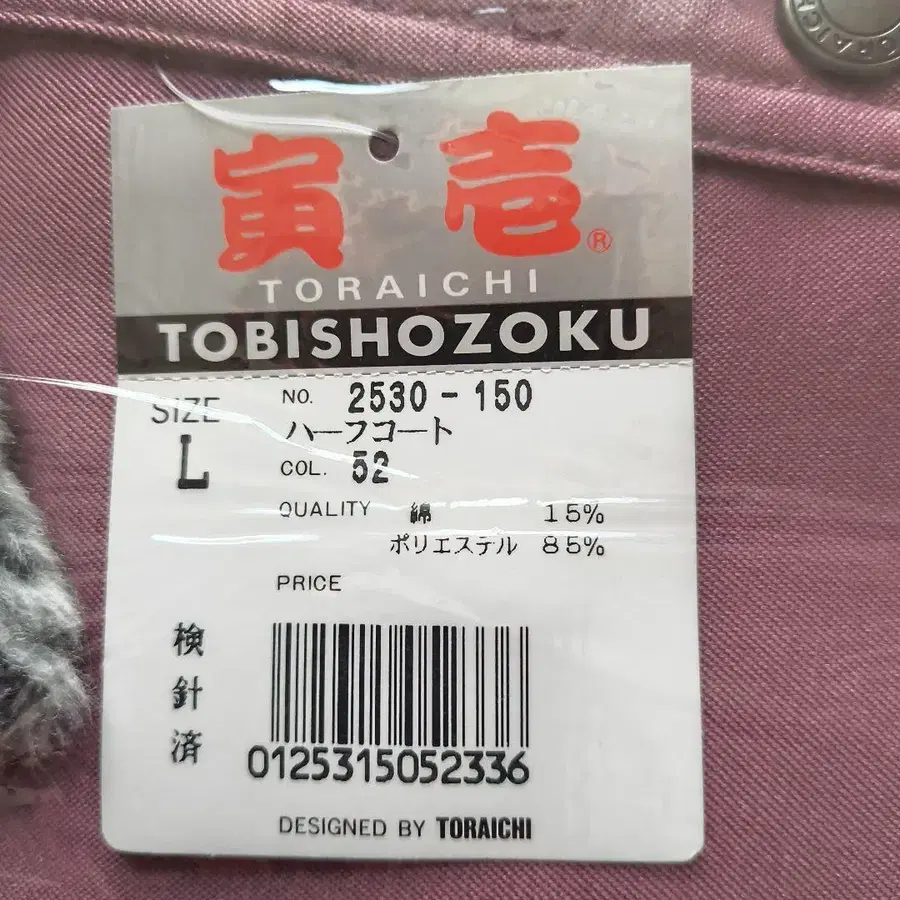 寅壱®
TORAICHI
TOBISHOZOKU
SIZE
L
NO. 2530-150
ハーフコート
COL. 52
QUALITY 綿 15%
ポリエステル 85%
PRICE
検針済
0125315052336
DESIGNED BY TORAICHI